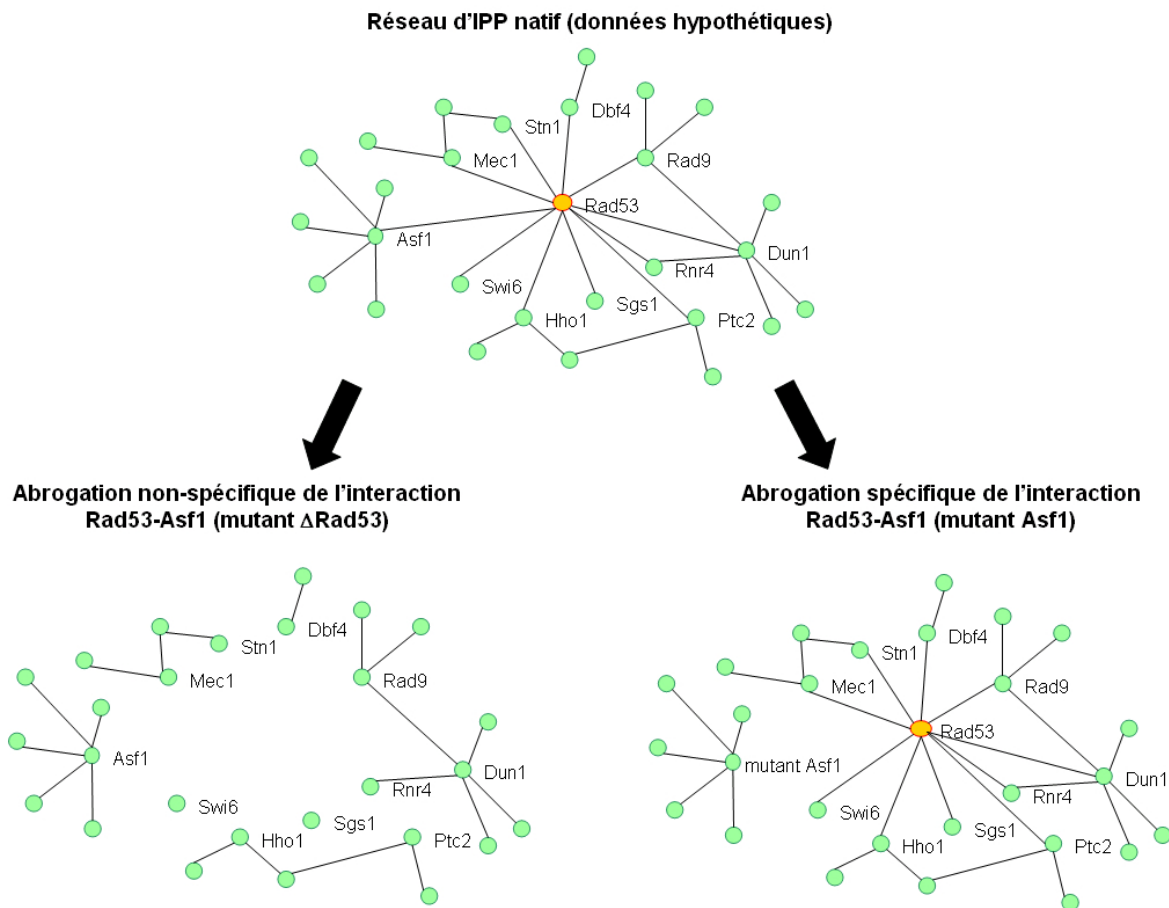 Réseau d'IPP natif (données hypothétiques)
Stn1
Dbf4
Mec1
Rad9
Rad53
Asf1
Dun1
Rnr4
Swi6
Sgs1
Hho1
Ptc2
Abrogation non-spécifique de l'interaction
Rad53-Asf1 (mutant ΔRad53)
Stn1
Dbf4
Mec1
Rad9
Asf1
Dun1
Rnr4
Swi6
Sgs1
Hho1
Ptc2
Abrogation spécifique de l'interaction
Rad53-Asf1 (mutant Asf1)
Stn1
Dbf4
Mec1
Rad9
Rad53
mutant Asf1
Dun1
Rnr4
Swi6
Sgs1
Hho1
Ptc2